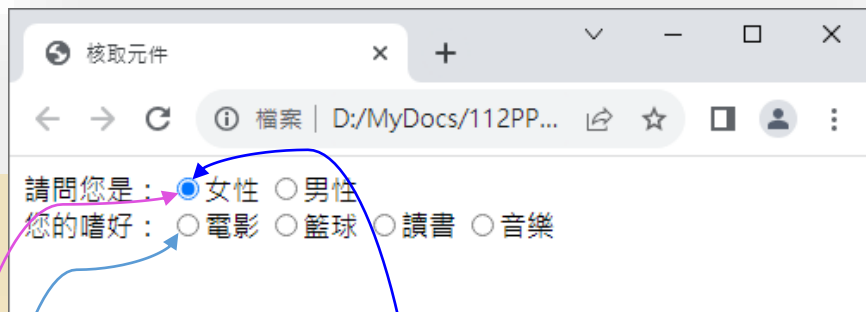 核取元件
檔案 | D:/MyDocs/112PP...
請問您是： 女性 男性
您的嗜好： 電影 籃球 讀書 音樂